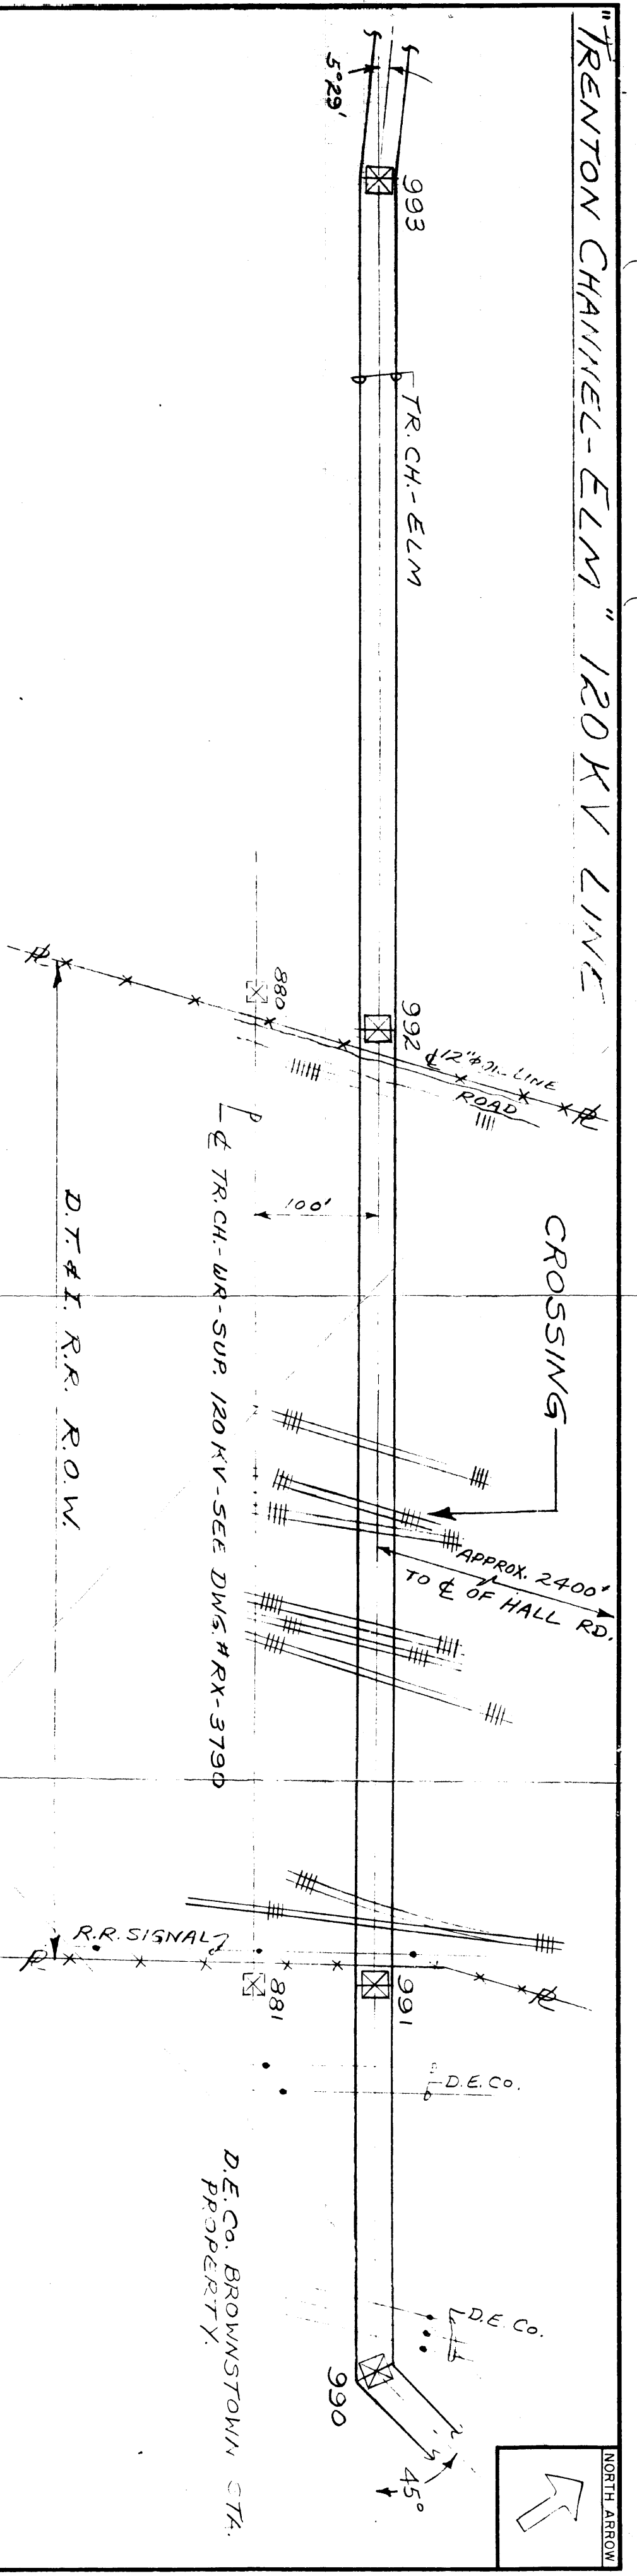 "TRENTON CHANNEL-ELM" 120 KV LINE
5°29'
993
TR. CH. - ELM
992
880
12"ø LINE
ROAD
100'
CROSSING
APPROX. 2400'
TO ℄ OF HALL RD.
℄ TR. CH.-WR-SUP. 120 KV-SEE DWG. # RX-3790
D. T. & I. R.R. R.O.W.
R.R. SIGNAL
℄
℄
℄
℄
991
881
D.E. CO.
D.E. CO.
D.E. CO. BROWNSTOWN STA.
PROPERTY.
990
45°
NORTH ARROW